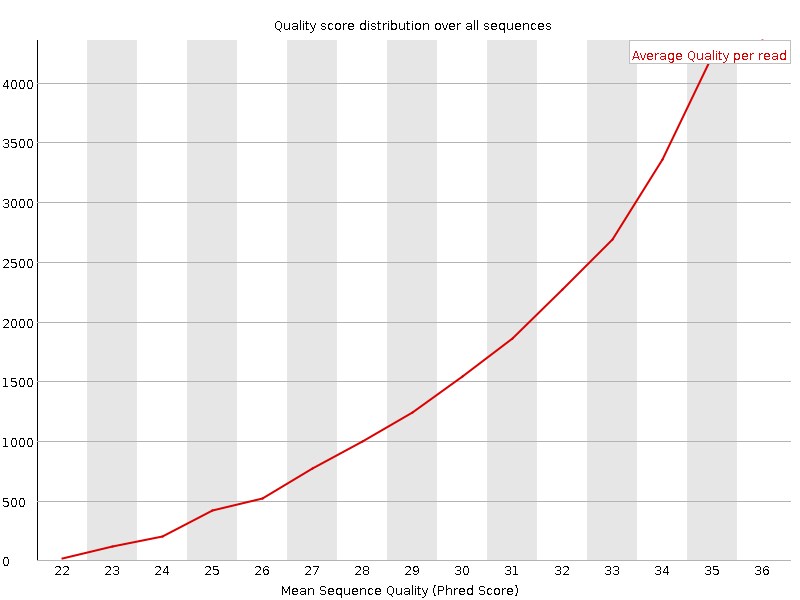 Quality score distribution over all sequences
Average Quality per read
4000
3500
3000
2500
2000
1500
1000
500
0
22 23 24 25 26 27 28 29 30 31 32 33 34 35 36
Mean Sequence Quality (Phred Score)